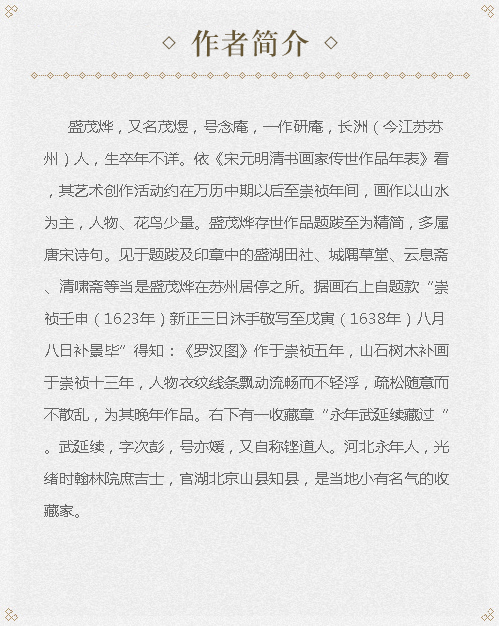 作者简介
盛茂烨，又名茂煜，号念庵，一作研庵，长洲（今江苏苏
州）人，生卒年不详。依《宋元明清书画家传世作品年表》看
，其艺术创作活动约在万历中期以后至崇祯年间，画作以山水
为主，人物、花鸟少量。盛茂烨存世作品题跋至为精简，多属
唐宋诗句。见于题跋及印章中的盛湖田社、城隅草堂、云息斋
、清啸斋等当是盛茂烨在苏州居停之所。据画右上自题款“崇
祯壬申（1623年）新正三日沐手敬写至戊寅（1638年）八月
八日补景毕”得知：《罗汉图》作于崇祯五年，山石树木补画
于崇祯十三年，人物衣纹线条飘动流畅而不轻浮，疏松随意而
不散乱，为其晚年作品。右下有一收藏章“永年武延续藏过“
。武延续，字次彭，号亦媛，又自称铿道人。河北永年人，光
绪时翰林院庶吉士，官湖北京山县知县，是当地小有名气的收
藏家。